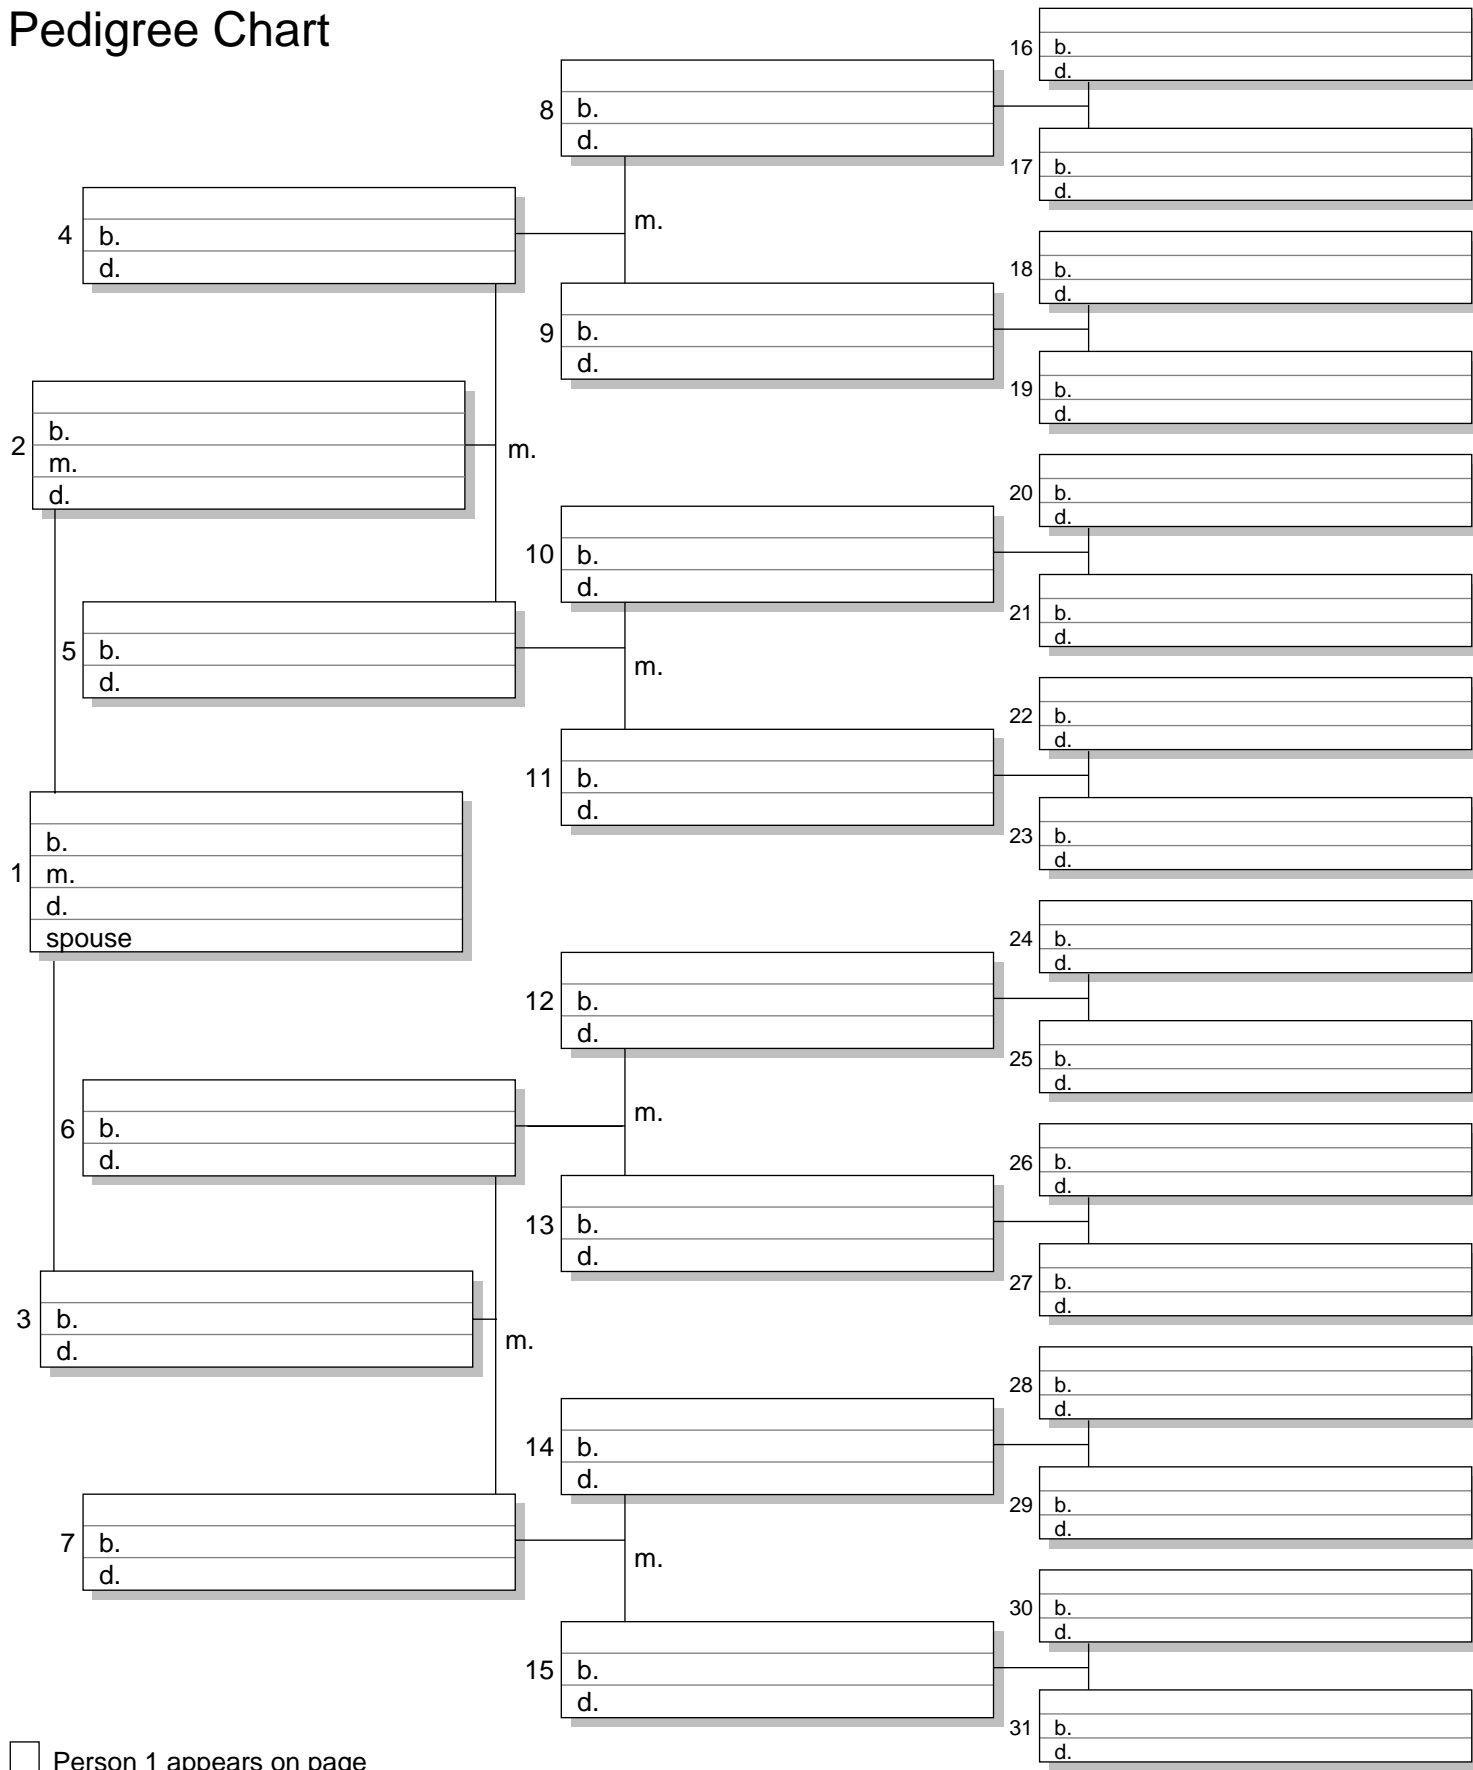 Pedigree Chart
16
b.
d.
8
b.
d.
17
b.
d.
m.
4
b.
d.
18
b.
d.
9
b.
d.
19
b.
d.
2
b.
m.
d.
m.
20
b.
d.
10
b.
d.
21
b.
d.
5
b.
d.
m.
22
b.
d.
11
b.
d.
23
b.
d.
1
b.
m.
d.
spouse
24
b.
d.
12
b.
d.
25
b.
d.
6
b.
d.
m.
26
b.
d.
13
b.
d.
27
b.
d.
3
b.
d.
m.
28
b.
d.
14
b.
d.
29
b.
d.
7
b.
d.
m.
30
b.
d.
15
b.
d.
31
b.
d.
Person 1 appears on page